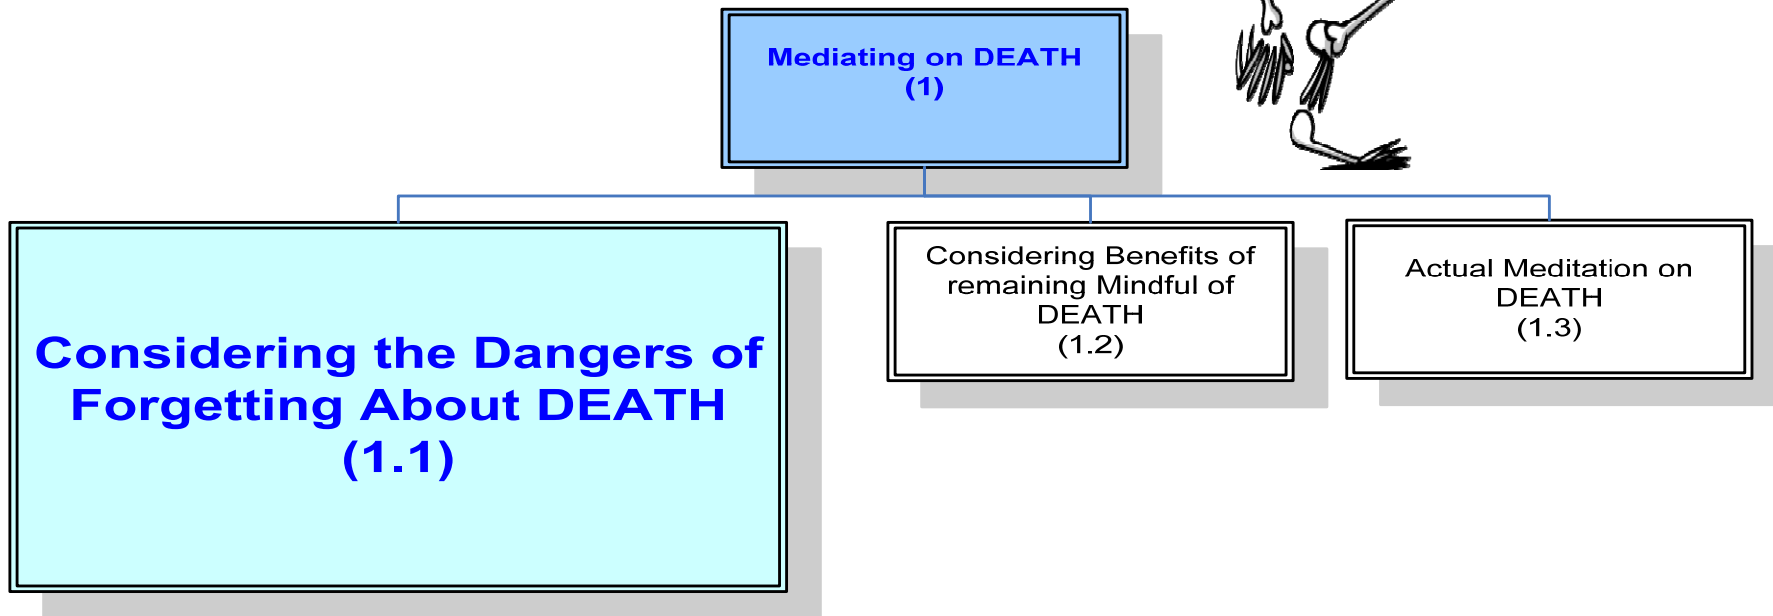 Mediating on DEATH
(1)
Considering the Dangers of
Forgetting About DEATH
(1.1)
Considering Benefits of
remaining Mindful of
DEATH
(1.2)
Actual Meditation on
DEATH
(1.3)